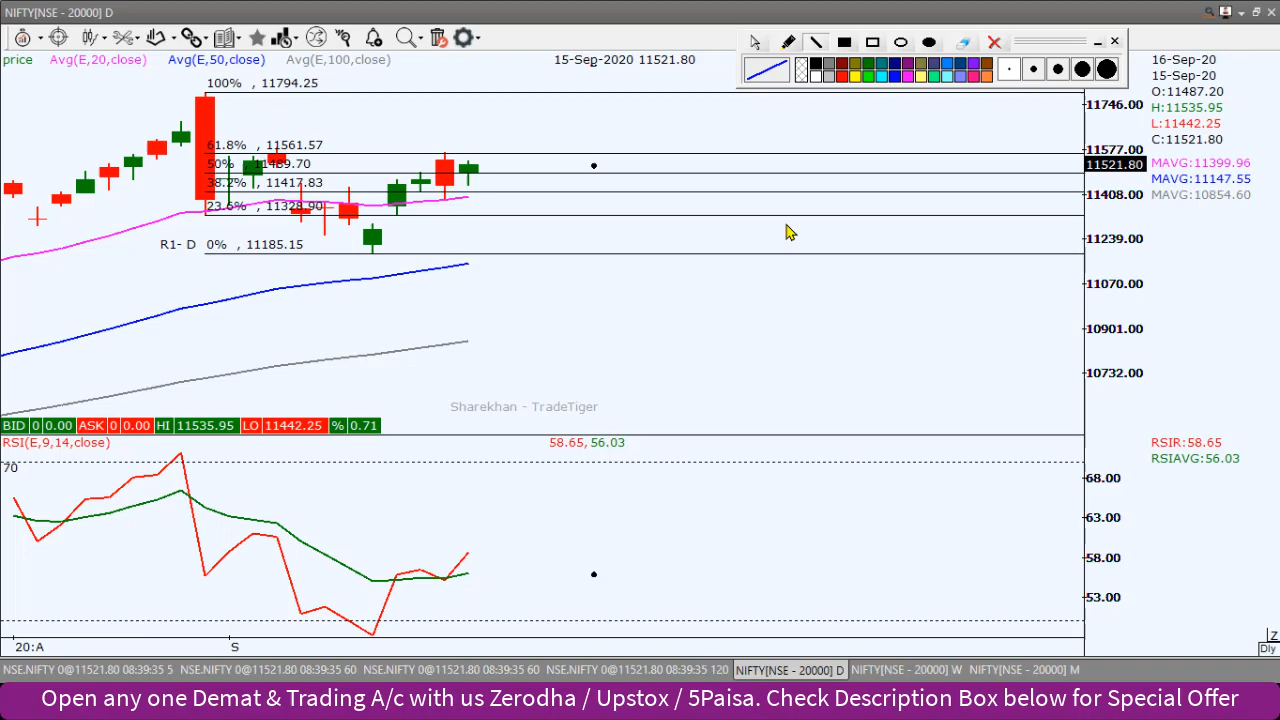 NIFTY[NSE - 20000] D
price Avg(E,20,close) Avg(E,50,close) Avg(E,100,close) 15-Sep-2020 11521.80
16-Sep-20
15-Sep-20
O:11487.20
H:11535.95
L:11442.25
C:11521.80
MAVG:11399.96
MAVG:11147.55
MAVG:10854.60
100% , 11794.25
61.8% , 11561.57
50% , 11489.70
38.2% , 11417.83
23.6% , 11328.90
R1- D 0% , 11185.15
11746.00
11577.00
11521.80
11408.00
11239.00
11070.00
10901.00
10732.00
Sharekhan - TradeTiger
BID 0 0.00 ASK 0 0.00 HI 11535.95 LO 11442.25 % 0.71
RSI(E,9,14,close) 58.65, 56.03
RSIR:58.65
RSIAVG:56.03
70
68.00
63.00
58.00
53.00
20:A S
Z
Dly
NSE.NIFTY 0@11521.80 08:39:35 5 NSE.NIFTY 0@11521.80 08:39:35 60 NSE.NIFTY 0@11521.80 08:39:35 60 NSE.NIFTY 0@11521.80 08:39:35 120 NIFTY[NSE - 20000] D NIFTY[NSE - 20000] W NIFTY[NSE - 20000] M
Open any one Demat & Trading A/c with us Zerodha / Upstox / 5Paisa. Check Description Box below for Special Offer